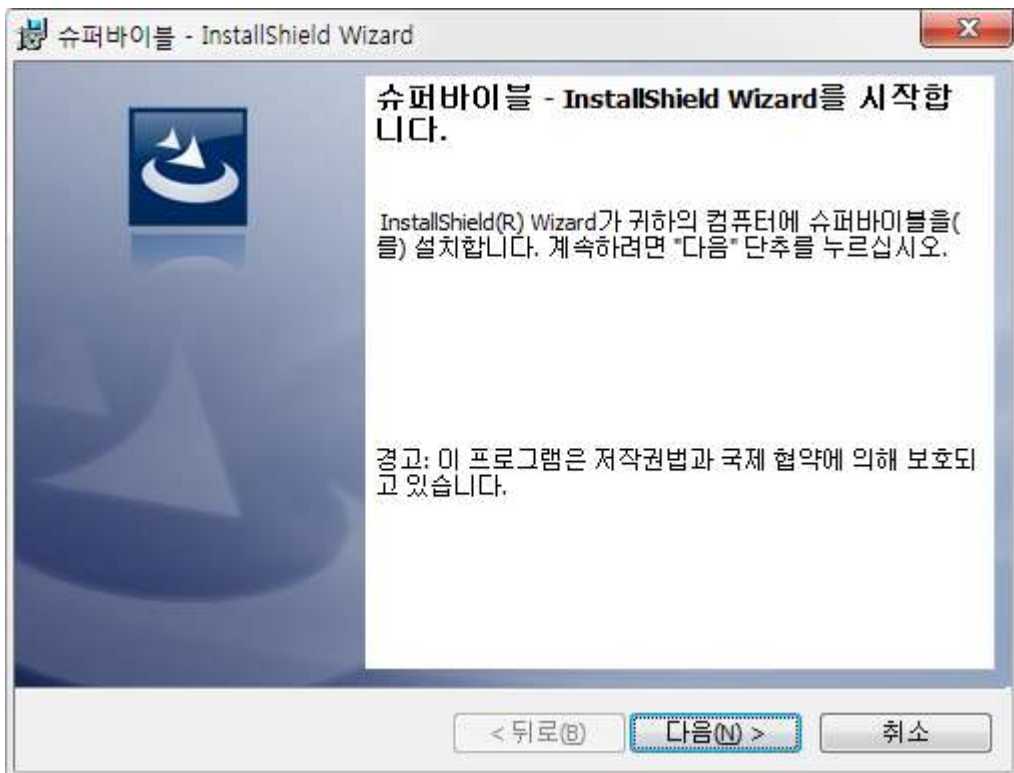 슈퍼바이블 - InstallShield Wizard
슈퍼바이블 - InstallShield Wizard를 시작합
니다.
InstallShield(R) Wizard가 귀하의 컴퓨터에 슈퍼바이블을(
를) 설치합니다. 계속하려면 "다음" 단추를 누르십시오.
경고: 이 프로그램은 저작권법과 국제 협약에 의해 보호되
고 있습니다.
< 뒤로(B) 다음(N) > 취소